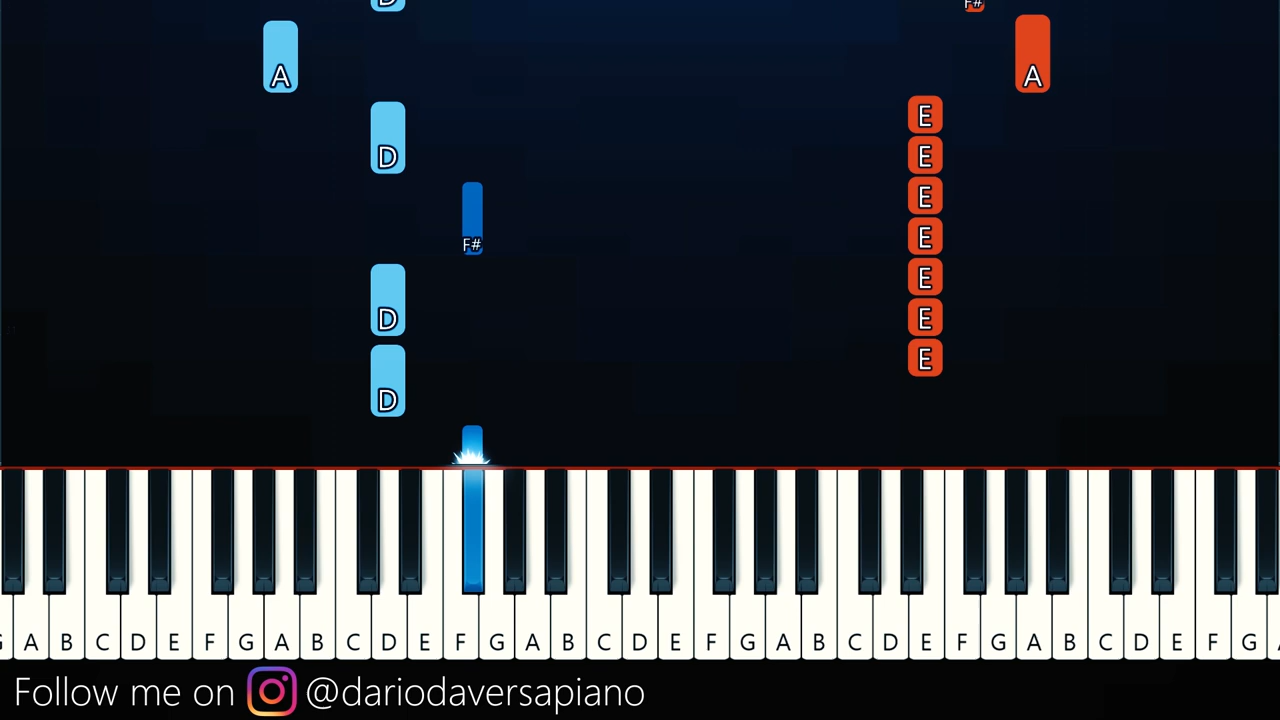 D F#
A A
E
D E
E
F# E
E
D E
D E
G A B C D E F G A B C D E F G A B C D E F G A B C D E F G A B C D E F G A
Follow me on @dariodaversapiano